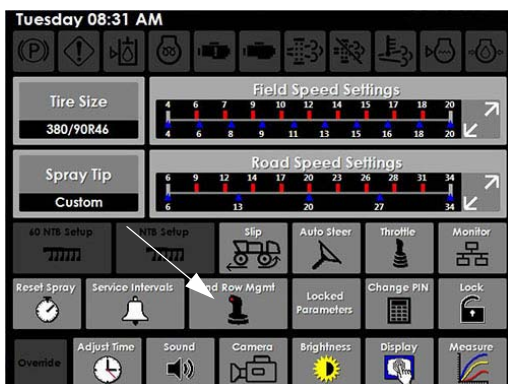 Tuesday 08:31 AM
Tire Size
380/90R46
Field Speed Settings
4 6 7 9 10 12 14 15 17 18 20
4 6 8 9 11 13 15 16 18 20
Spray Tip
Custom
Road Speed Settings
6 9 12 14 17 20 23 26 28 31 34
6 13 20 27 34
60 NTB Setup
NTB Setup
Slip
Auto Steer
Throttle
Monitor
Reset Spray
Service Intervals
nd Row Mgmt
Locked
Parameters
Change PIN
Lock
Override
Adjust Time
Sound
Camera
Brightness
Display
Measure